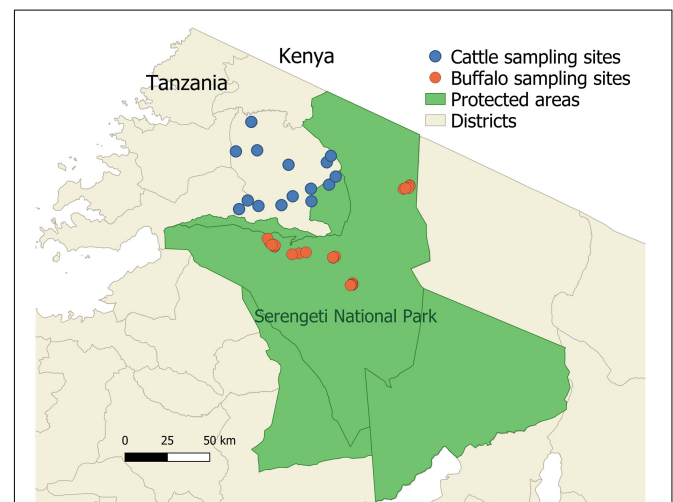 Kenya
Tanzania
Cattle sampling sites
Buffalo sampling sites
Protected areas
Districts
Serengeti National Park
0 25 50 km